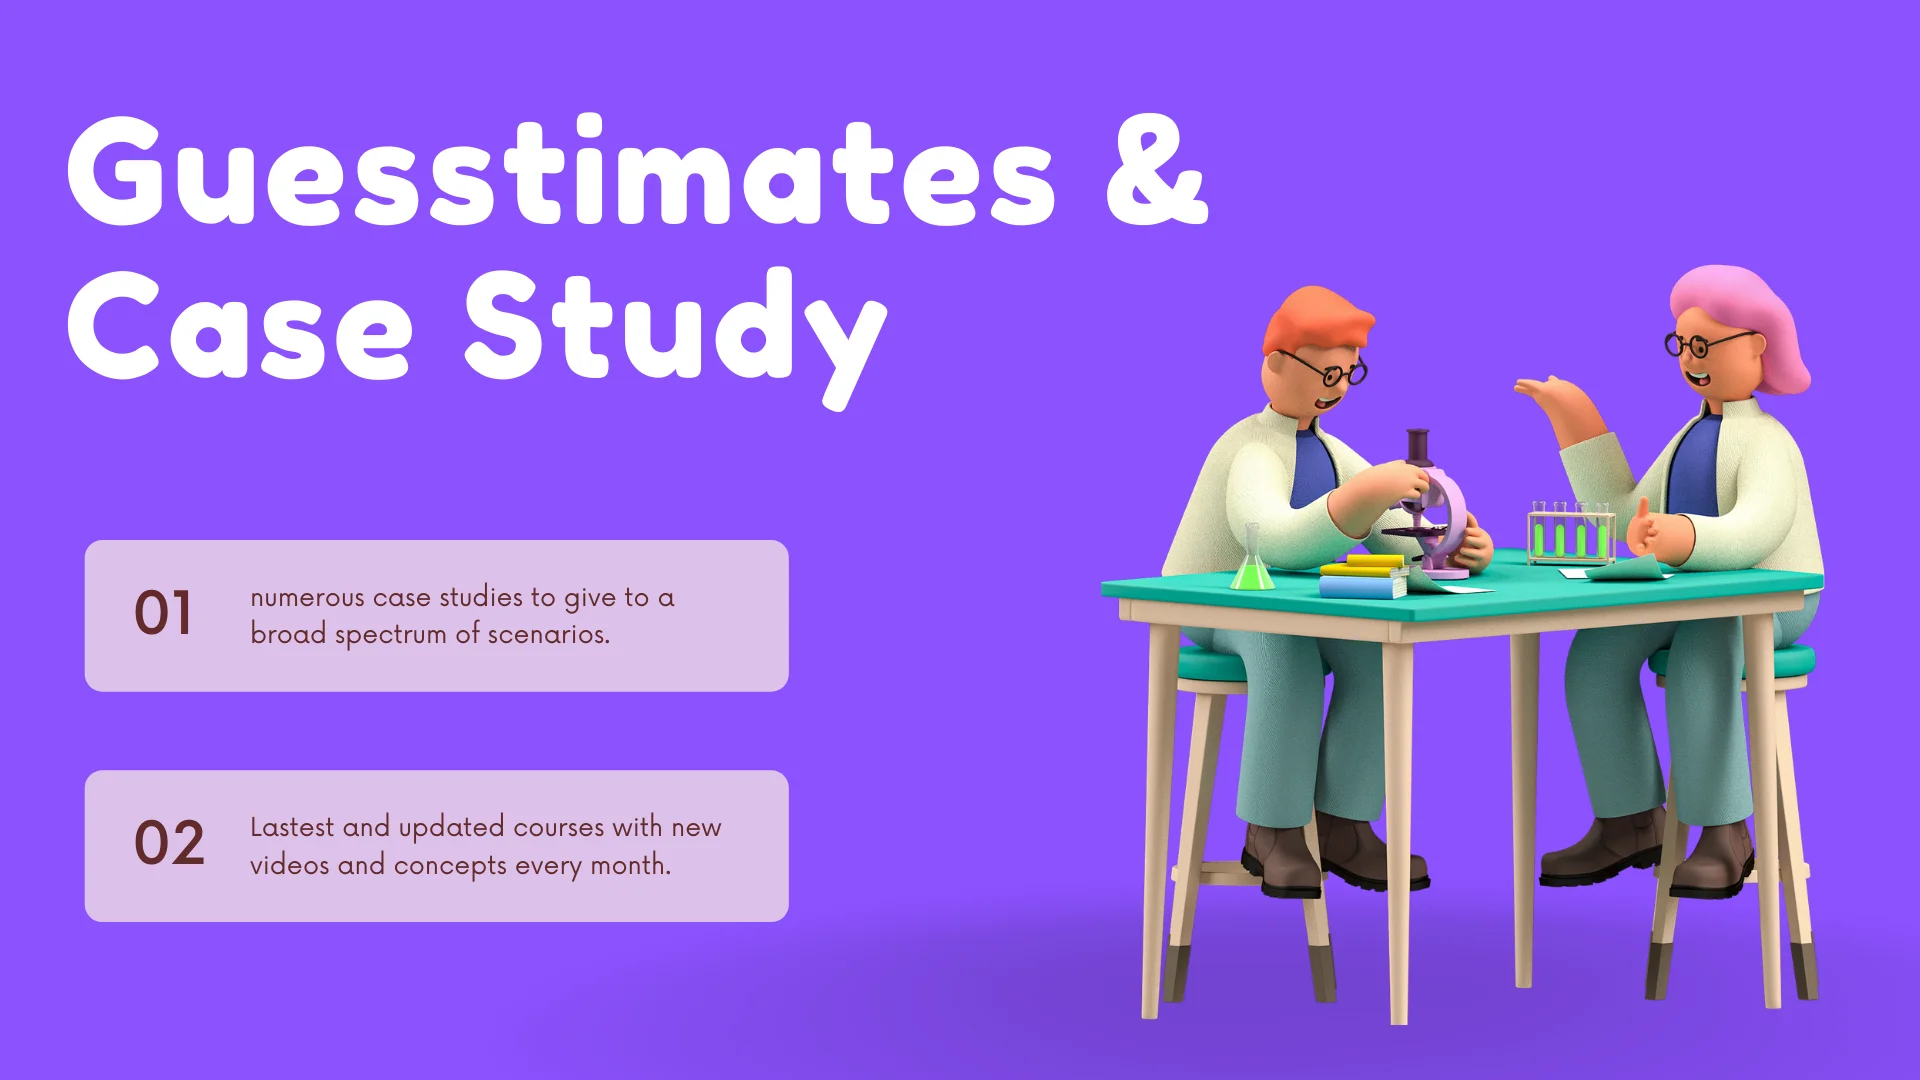 Guesstimates &
Case Study
01
numerous case studies to give to a
broad spectrum of scenarios.
02
Lastest and updated courses with new
videos and concepts every month.